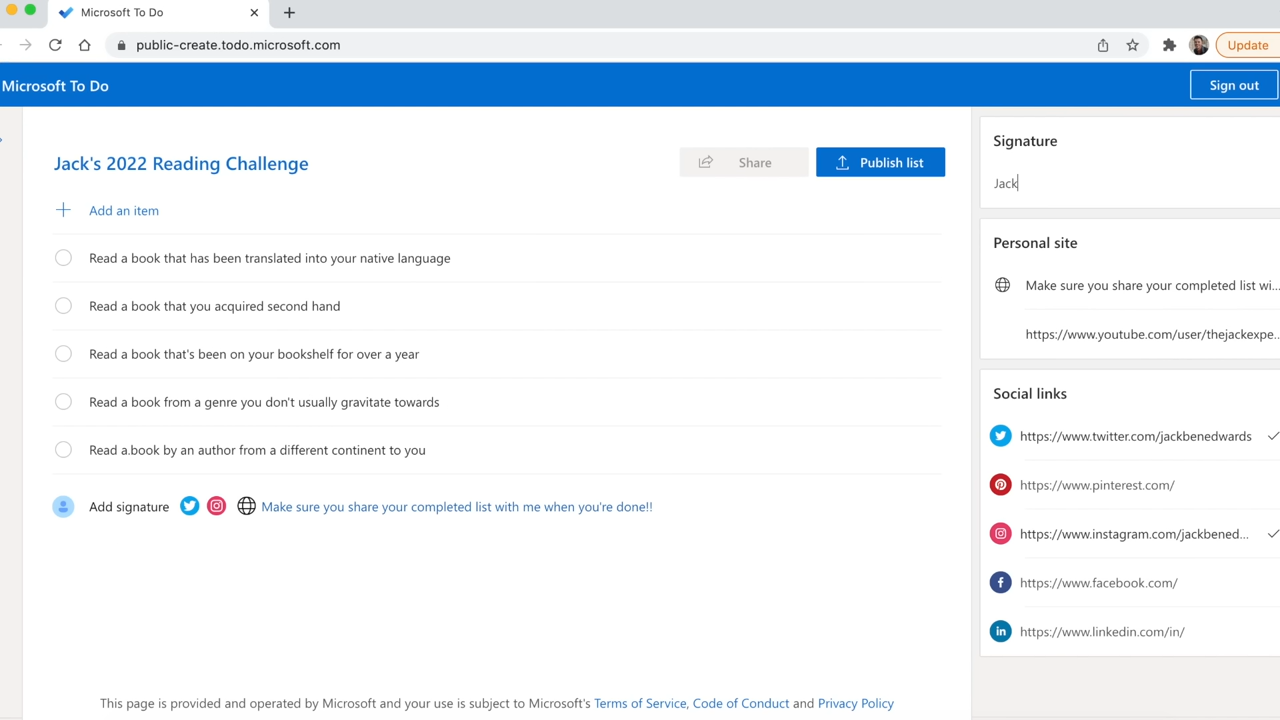 Microsoft To Do
public-create.todo.microsoft.com
Update
Microsoft To Do
Sign out
Jack's 2022 Reading Challenge
Share
Publish list
Add an item
Read a book that has been translated into your native language
Read a book that you acquired second hand
Read a book that's been on your bookshelf for over a year
Read a book from a genre you don't usually gravitate towards
Read a.book by an author from a different continent to you
Add signature
Make sure you share your completed list with me when you're done!!
Signature
Jack
Personal site
Make sure you share your completed list wi...
https://www.youtube.com/user/thejackexpe...
Social links
https://www.twitter.com/jackbenedwards
https://www.pinterest.com/
https://www.instagram.com/jackbened...
https://www.facebook.com/
https://www.linkedin.com/in/
This page is provided and operated by Microsoft and your use is subject to Microsoft's Terms of Service, Code of Conduct and Privacy Policy